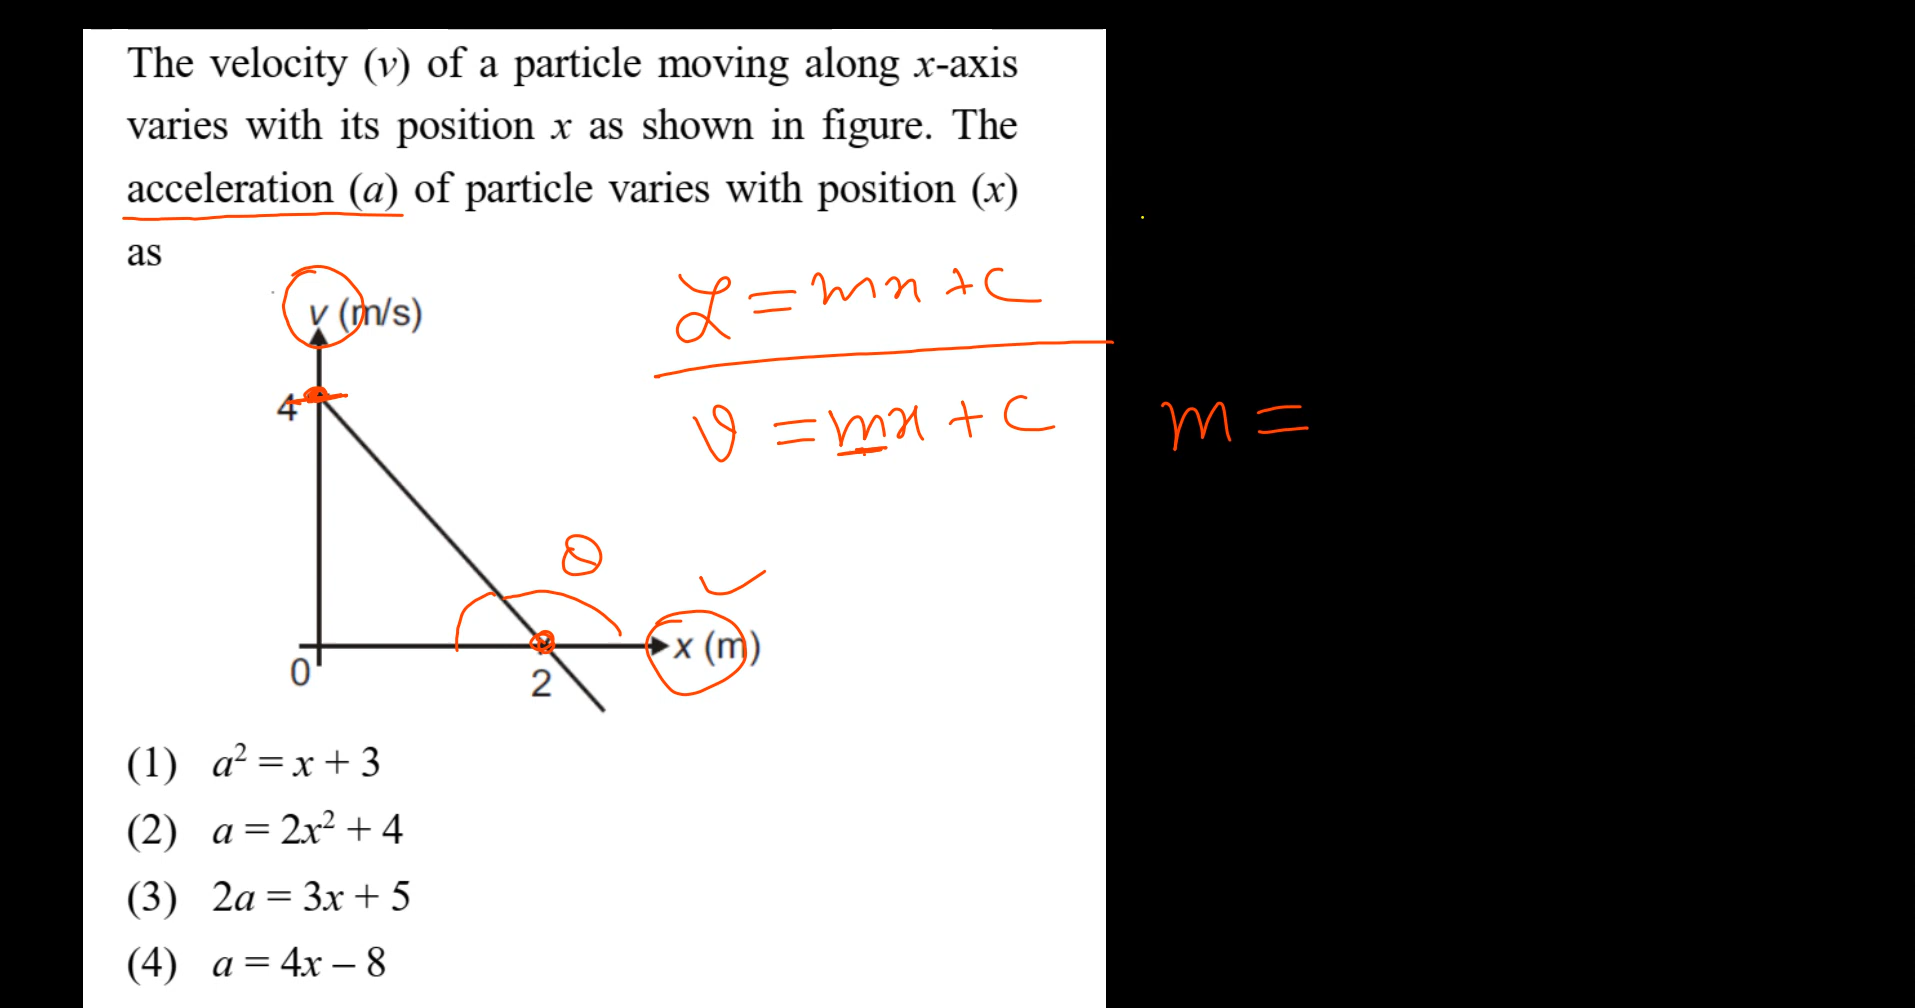 The velocity (v) of a particle moving along x-axis
varies with its position x as shown in figure. The
acceleration (a) of particle varies with position (x)
as
v (m/s)
4
0
2
x (m)
θ
y = mx + c
v = mx + c
m =
(1) a² = x + 3
(2) a = 2x² + 4
(3) 2a = 3x + 5
(4) a = 4x – 8